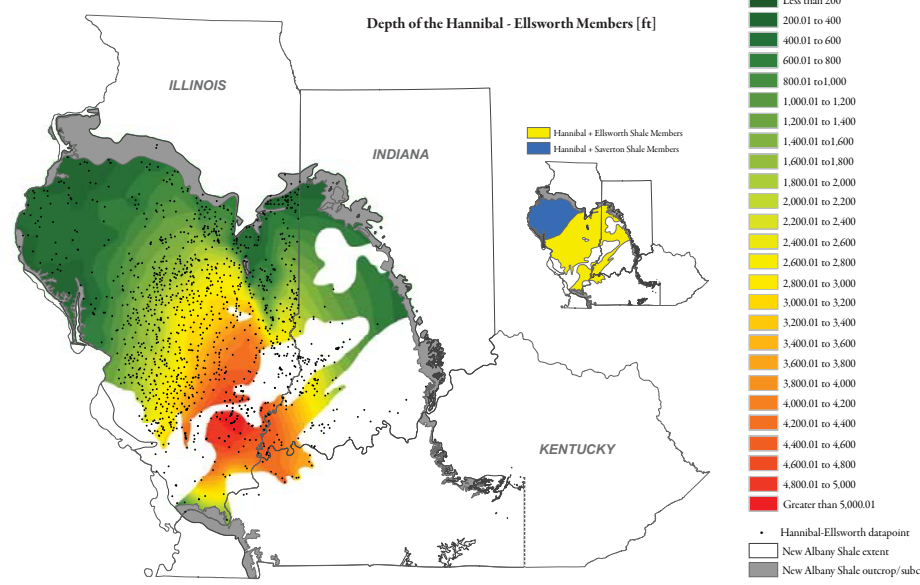 Depth of the Hannibal - Ellsworth Members [ft]
ILLINOIS
INDIANA
KENTUCKY
Hannibal + Ellsworth Shale Members
Hannibal + Saverton Shale Members
Less than 200
200.01 to 400
400.01 to 600
600.01 to 800
800.01 to1,000
1,000.01 to 1,200
1,200.01 to 1,400
1,400.01 to1,600
1,600.01 to1,800
1,800.01 to 2,000
2,000.01 to 2,200
2,200.01 to 2,400
2,400.01 to 2,600
2,600.01 to 2,800
2,800.01 to 3,000
3,000.01 to 3,200
3,200.01 to 3,400
3,400.01 to 3,600
3,600.01 to 3,800
3,800.01 to 4,000
4,000.01 to 4,200
4,200.01 to 4,400
4,400.01 to 4,600
4,600.01 to 4,800
4,800.01 to 5,000
Greater than 5,000.01
Hannibal-Ellsworth datapoint
New Albany Shale extent
New Albany Shale outcrop/subc